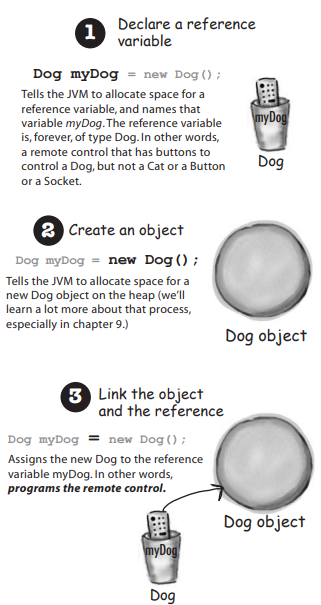 1 Declare a reference
variable
Dog myDog = new Dog();
Tells the JVM to allocate space for a
reference variable, and names that
variable myDog. The reference variable
is, forever, of type Dog. In other words,
a remote control that has buttons to
control a Dog, but not a Cat or a Button
or a Socket.
myDog
Dog
2 Create an object
Dog myDog = new Dog();
Tells the JVM to allocate space for a
new Dog object on the heap (we'll
learn a lot more about that process,
especially in chapter 9.)
Dog object
3 Link the object
and the reference
Dog myDog = new Dog();
Assigns the new Dog to the reference
variable myDog. In other words,
programs the remote control.
Dog object
myDog
Dog